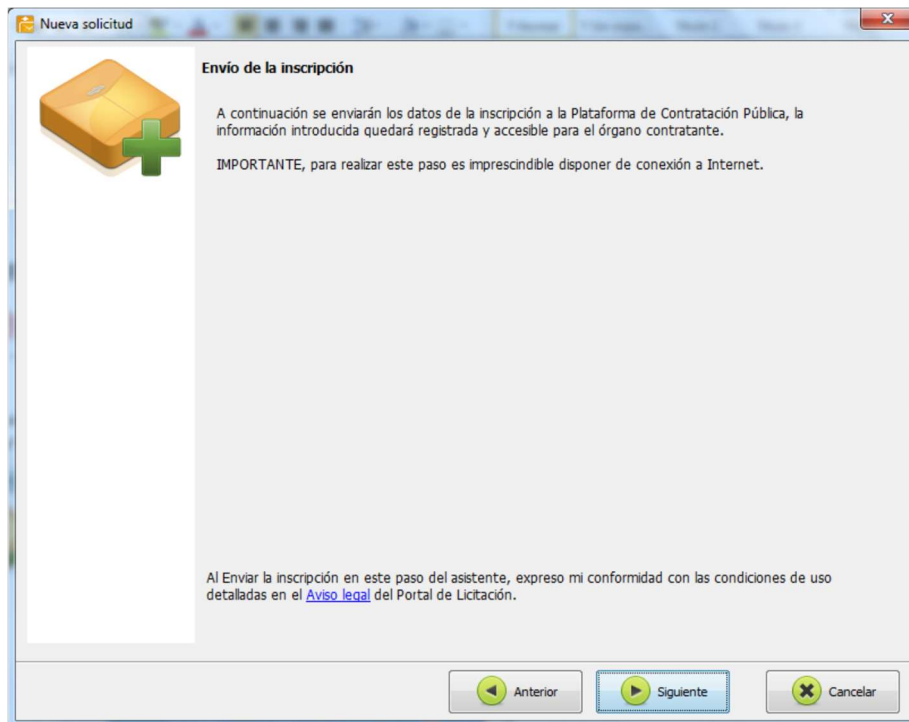 Nueva solicitud
Envío de la inscripción
A continuación se enviarán los datos de la inscripción a la Plataforma de Contratación Pública, la
información introducida quedará registrada y accesible para el órgano contratante.
IMPORTANTE, para realizar este paso es imprescindible disponer de conexión a Internet.
Al Enviar la inscripción en este paso del asistente, expreso mi conformidad con las condiciones de uso
detalladas en el Aviso legal del Portal de Licitación.
Anterior
Siguiente
Cancelar